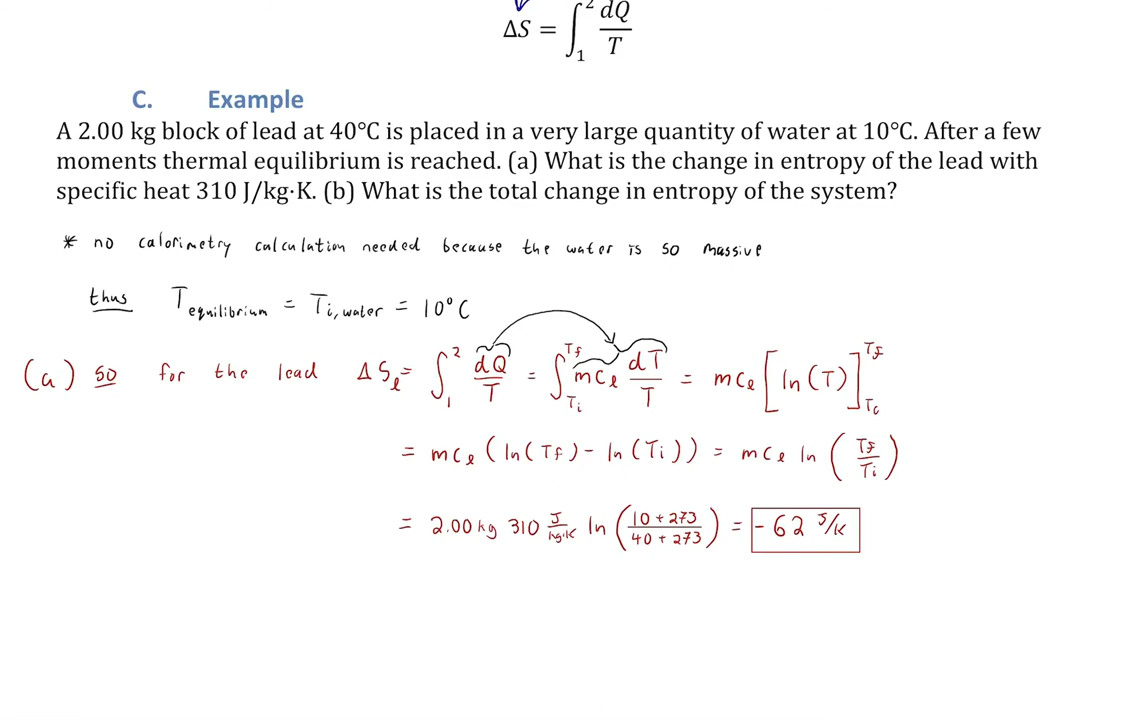 ΔS = ∫₁² dQ/T
C. Example
A 2.00 kg block of lead at 40°C is placed in a very large quantity of water at 10°C. After a few
moments thermal equilibrium is reached. (a) What is the change in entropy of the lead with
specific heat 310 J/kg·K. (b) What is the total change in entropy of the system?
* no calorimetry calculation needed because the water is so massive
thus T equilibrium = Ti, water = 10°C
(a) so for the lead ΔSℓ = ∫₁² dQ/T = ∫_Ti^Tf mCℓ dT/T = mCℓ [ln(T)]_Tc^Tf
= mCℓ (ln(Tf) - ln(Ti)) = mCℓ ln (Tf/Ti)
= 2.00 kg 310 J/kg·K ln (10 + 273/40 + 273) = - 62 J/K